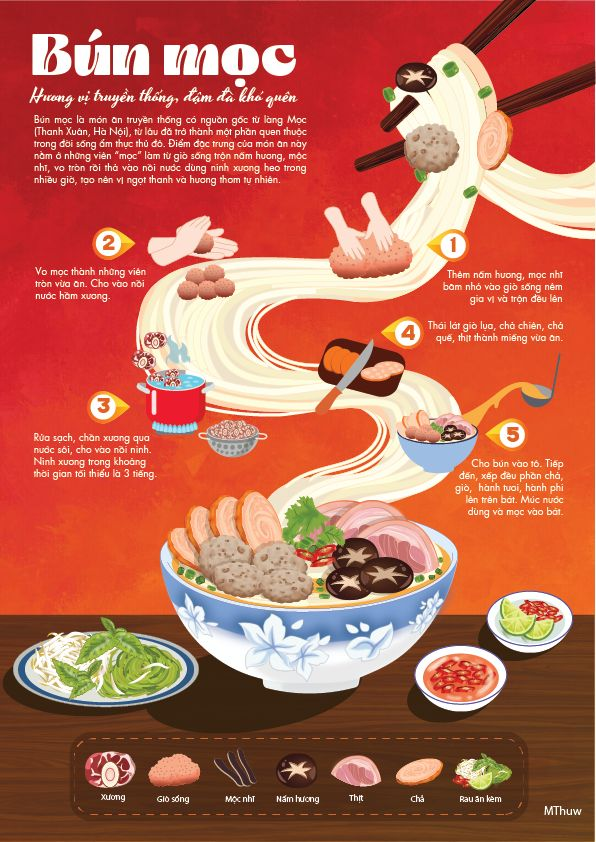 Bún mọc
Hương vị truyền thống, đậm đà khó quên
Bún mọc là món ăn truyền thống có nguồn gốc từ làng Mọc
(Thanh Xuân, Hà Nội), từ lâu đã trở thành một phần quen thuộc
trong đời sống ẩm thực thủ đô. Điểm đặc trưng của món ăn này
nằm ở những viên “mọc” làm từ giò sống trộn nấm hương, mộc
nhĩ, vo tròn rồi thả vào nồi nước dùng ninh xương heo trong
nhiều giờ, tạo nên vị ngọt thanh và hương thơm tự nhiên.
1
Thêm nấm hương, mọc nhĩ
băm nhỏ vào giò sống nêm
gia vị và trộn đều lên
2
Vo mọc thành những viên
tròn vừa ăn. Cho vào nồi
nước hầm xương.
3
Rửa sạch, chần xương qua
nước sôi, cho vào nồi ninh.
Ninh xương trong khoảng
thời gian tối thiểu là 3 tiếng.
4
Thái lát giò lụa, chả chiên, chả
quế, thịt thành miếng vừa ăn.
5
Cho bún vào tô. Tiếp
đến, xếp đều phần chả,
giò, hành tươi, hành phi
lên trên bát. Múc nước
dùng và mọc vào bát.
Xương
Giò sống
Mộc nhĩ
Nấm hương
Thịt
Chả
Rau ăn kèm
MThuw